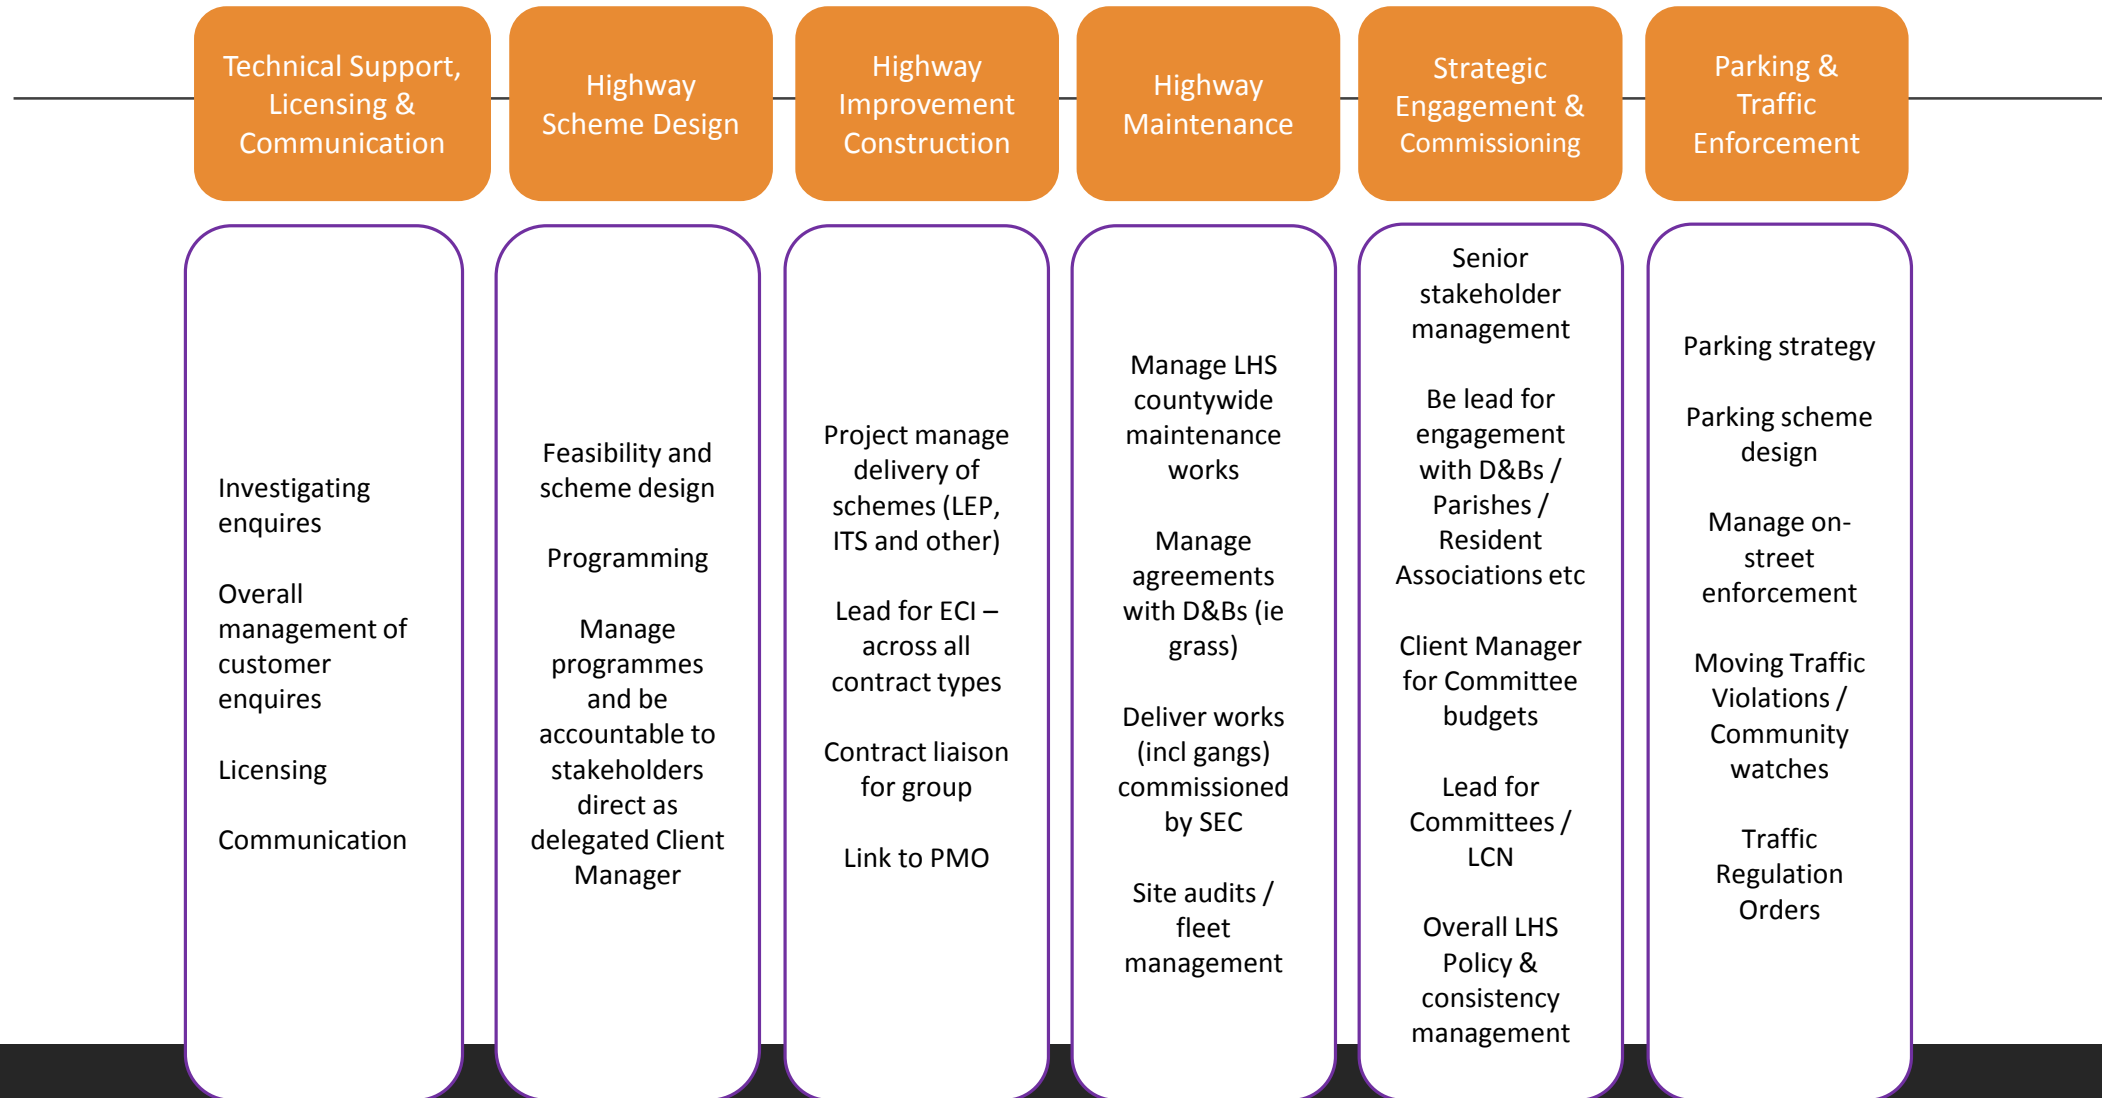 Technical Support,
Licensing &
Communication
Highway
Scheme Design
Highway
Improvement
Construction
Highway
Maintenance
Strategic
Engagement &
Commissioning
Parking &
Traffic
Enforcement
Investigating
enquires
Overall
management of
customer
enquires
Licensing
Communication
Feasibility and
scheme design
Programming
Manage
programmes
and be
accountable to
stakeholders
direct as
delegated Client
Manager
Project manage
delivery of
schemes (LEP,
ITS and other)
Lead for ECI –
across all
contract types
Contract liaison
for group
Link to PMO
Manage LHS
countywide
maintenance
works
Manage
agreements
with D&Bs (ie
grass)
Deliver works
(incl gangs)
commissioned
by SEC
Site audits /
fleet
management
Senior
stakeholder
management
Be lead for
engagement
with D&Bs /
Parishes /
Resident
Associations etc
Client Manager
for Committee
budgets
Lead for
Committees /
LCN
Overall LHS
Policy &
consistency
management
Parking strategy
Parking scheme
design
Manage on-
street
enforcement
Moving Traffic
Violations /
Community
watches
Traffic
Regulation
Orders